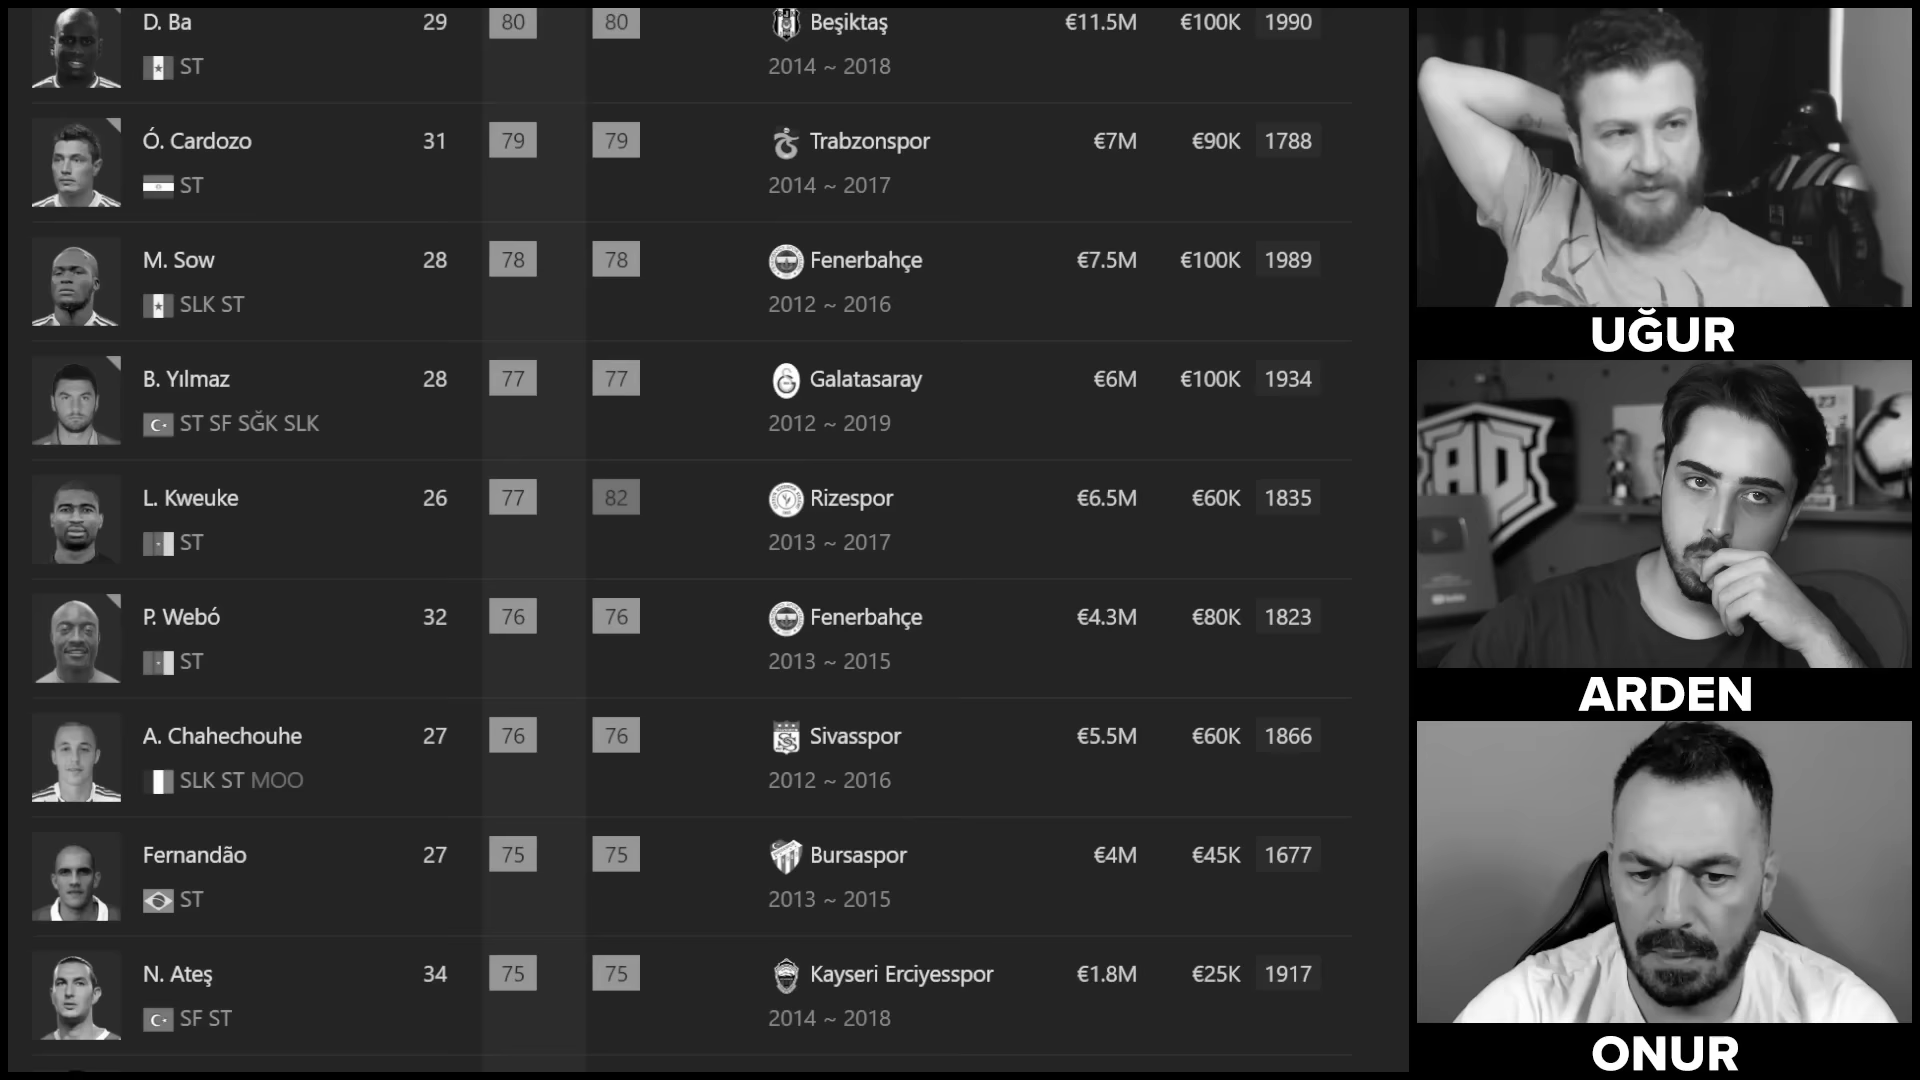 D. Ba 29 80 80 Beşiktaş €11.5M €100K 1990
ST 2014 ~ 2018
Ó. Cardozo 31 79 79 Trabzonspor €7M €90K 1788
ST 2014 ~ 2017
M. Sow 28 78 78 Fenerbahçe €7.5M €100K 1989
SLK ST 2012 ~ 2016
B. Yılmaz 28 77 77 Galatasaray €6M €100K 1934
ST SF SĞK SLK 2012 ~ 2019
L. Kweuke 26 77 82 Rizespor €6.5M €60K 1835
ST 2013 ~ 2017
P. Webó 32 76 76 Fenerbahçe €4.3M €80K 1823
ST 2013 ~ 2015
A. Chahechouhe 27 76 76 Sivasspor €5.5M €60K 1866
SLK ST MOO 2012 ~ 2016
Fernandão 27 75 75 Bursaspor €4M €45K 1677
ST 2013 ~ 2015
N. Ateş 34 75 75 Kayseri Erciyesspor €1.8M €25K 1917
SF ST 2014 ~ 2018
UĞUR
ARDEN
ONUR